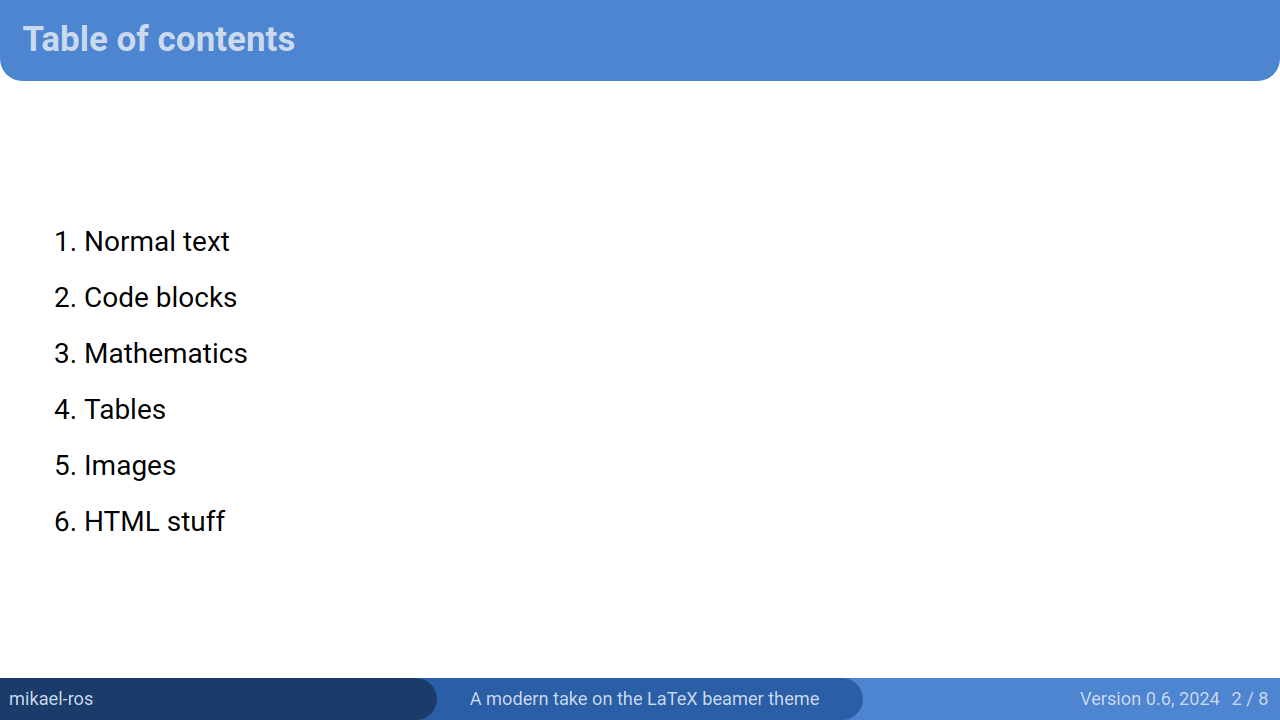 Table of contents
1. Normal text
2. Code blocks
3. Mathematics
4. Tables
5. Images
6. HTML stuff
mikael-ros A modern take on the LaTeX beamer theme Version 0.6, 2024 2 / 8